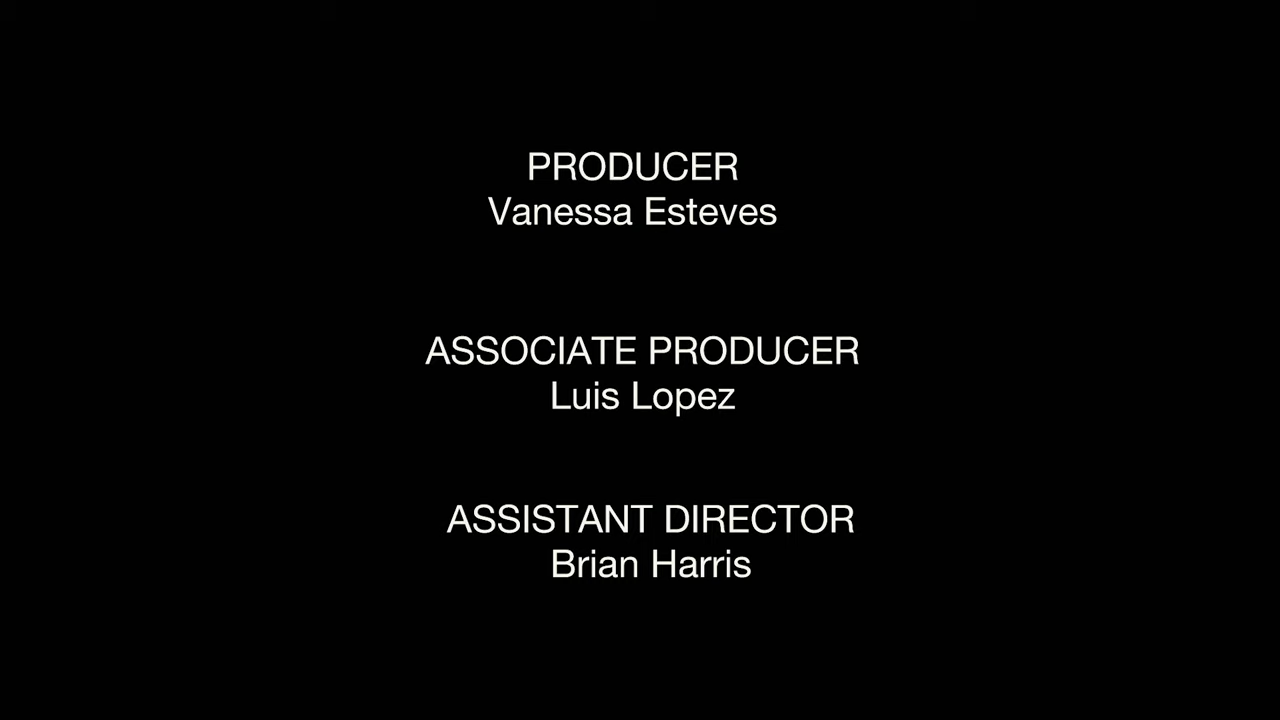 PRODUCER
Vanessa Esteves
ASSOCIATE PRODUCER
Luis Lopez
ASSISTANT DIRECTOR
Brian Harris